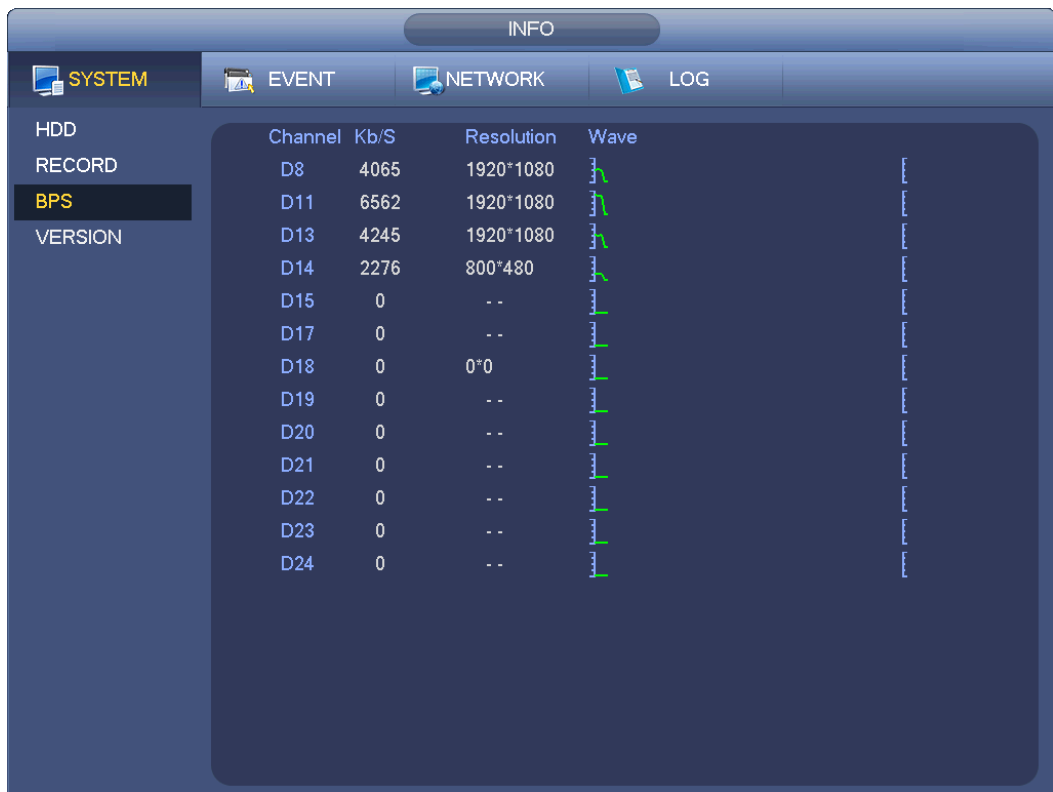 INFO
SYSTEM EVENT NETWORK LOG
HDD
RECORD
BPS
VERSION
Channel Kb/S Resolution Wave
D8 4065 1920*1080
D11 6562 1920*1080
D13 4245 1920*1080
D14 2276 800*480
D15 0 - -
D17 0 - -
D18 0 0*0
D19 0 - -
D20 0 - -
D21 0 - -
D22 0 - -
D23 0 - -
D24 0 - -